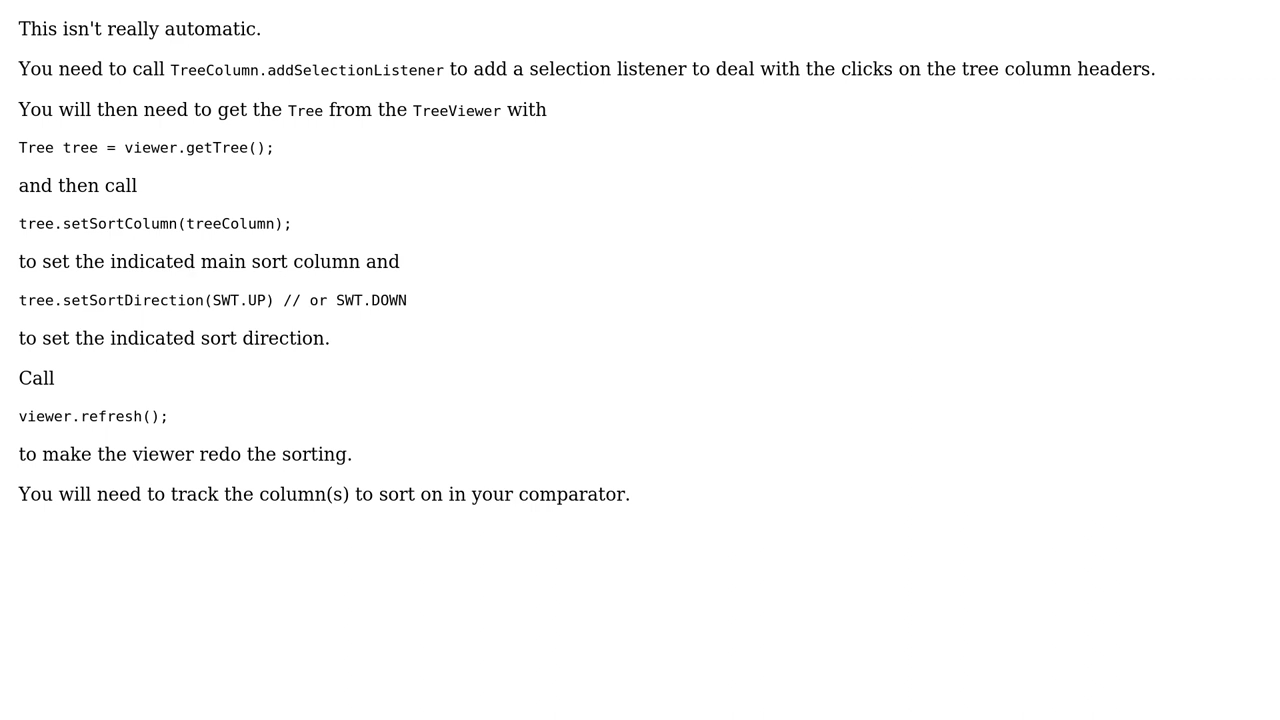 This isn't really automatic.
You need to call TreeColumn.addSelectionListener to add a selection listener to deal with the clicks on the tree column headers.
You will then need to get the Tree from the TreeViewer with
Tree tree = viewer.getTree();
and then call
tree.setSortColumn(treeColumn);
to set the indicated main sort column and
tree.setSortDirection(SWT.UP) // or SWT.DOWN
to set the indicated sort direction.
Call
viewer.refresh();
to make the viewer redo the sorting.
You will need to track the column(s) to sort on in your comparator.